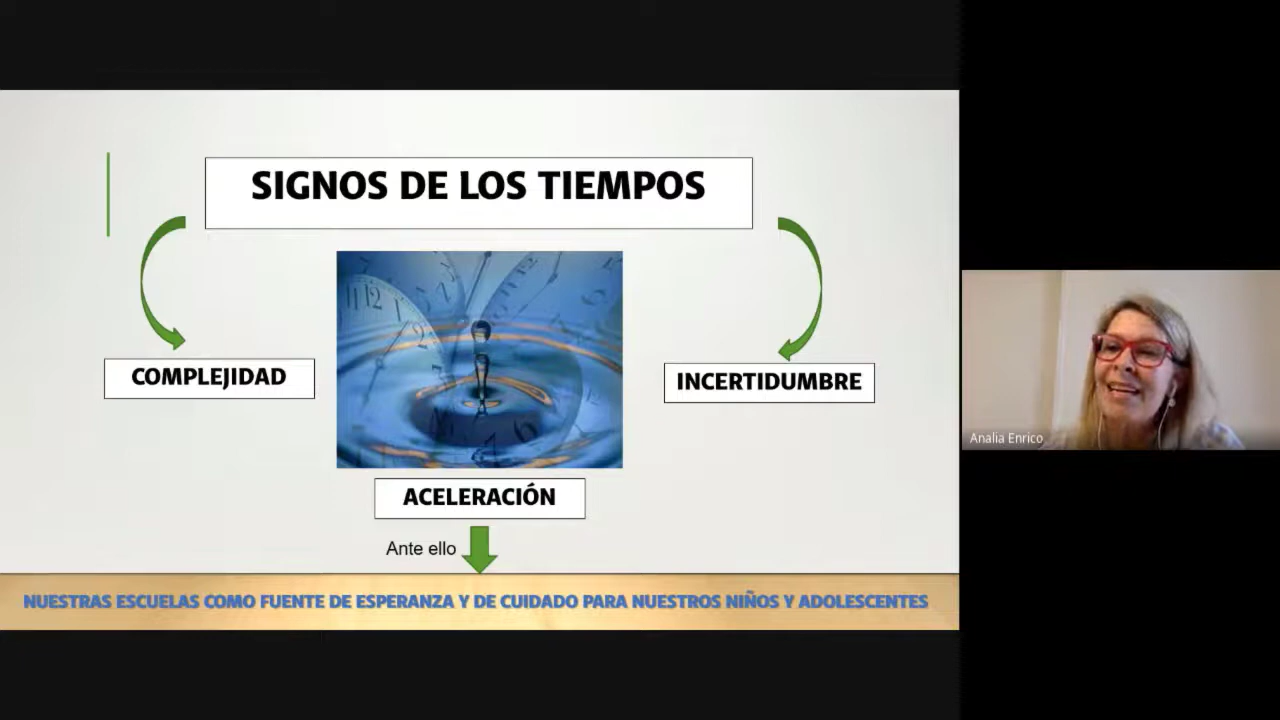 SIGNOS DE LOS TIEMPOS
COMPLEJIDAD
INCERTIDUMBRE
ACELERACIÓN
Ante ello
NUESTRAS ESCUELAS COMO FUENTE DE ESPERANZA Y DE CUIDADO PARA NUESTROS NIÑOS Y ADOLESCENTES
Analia Enrico